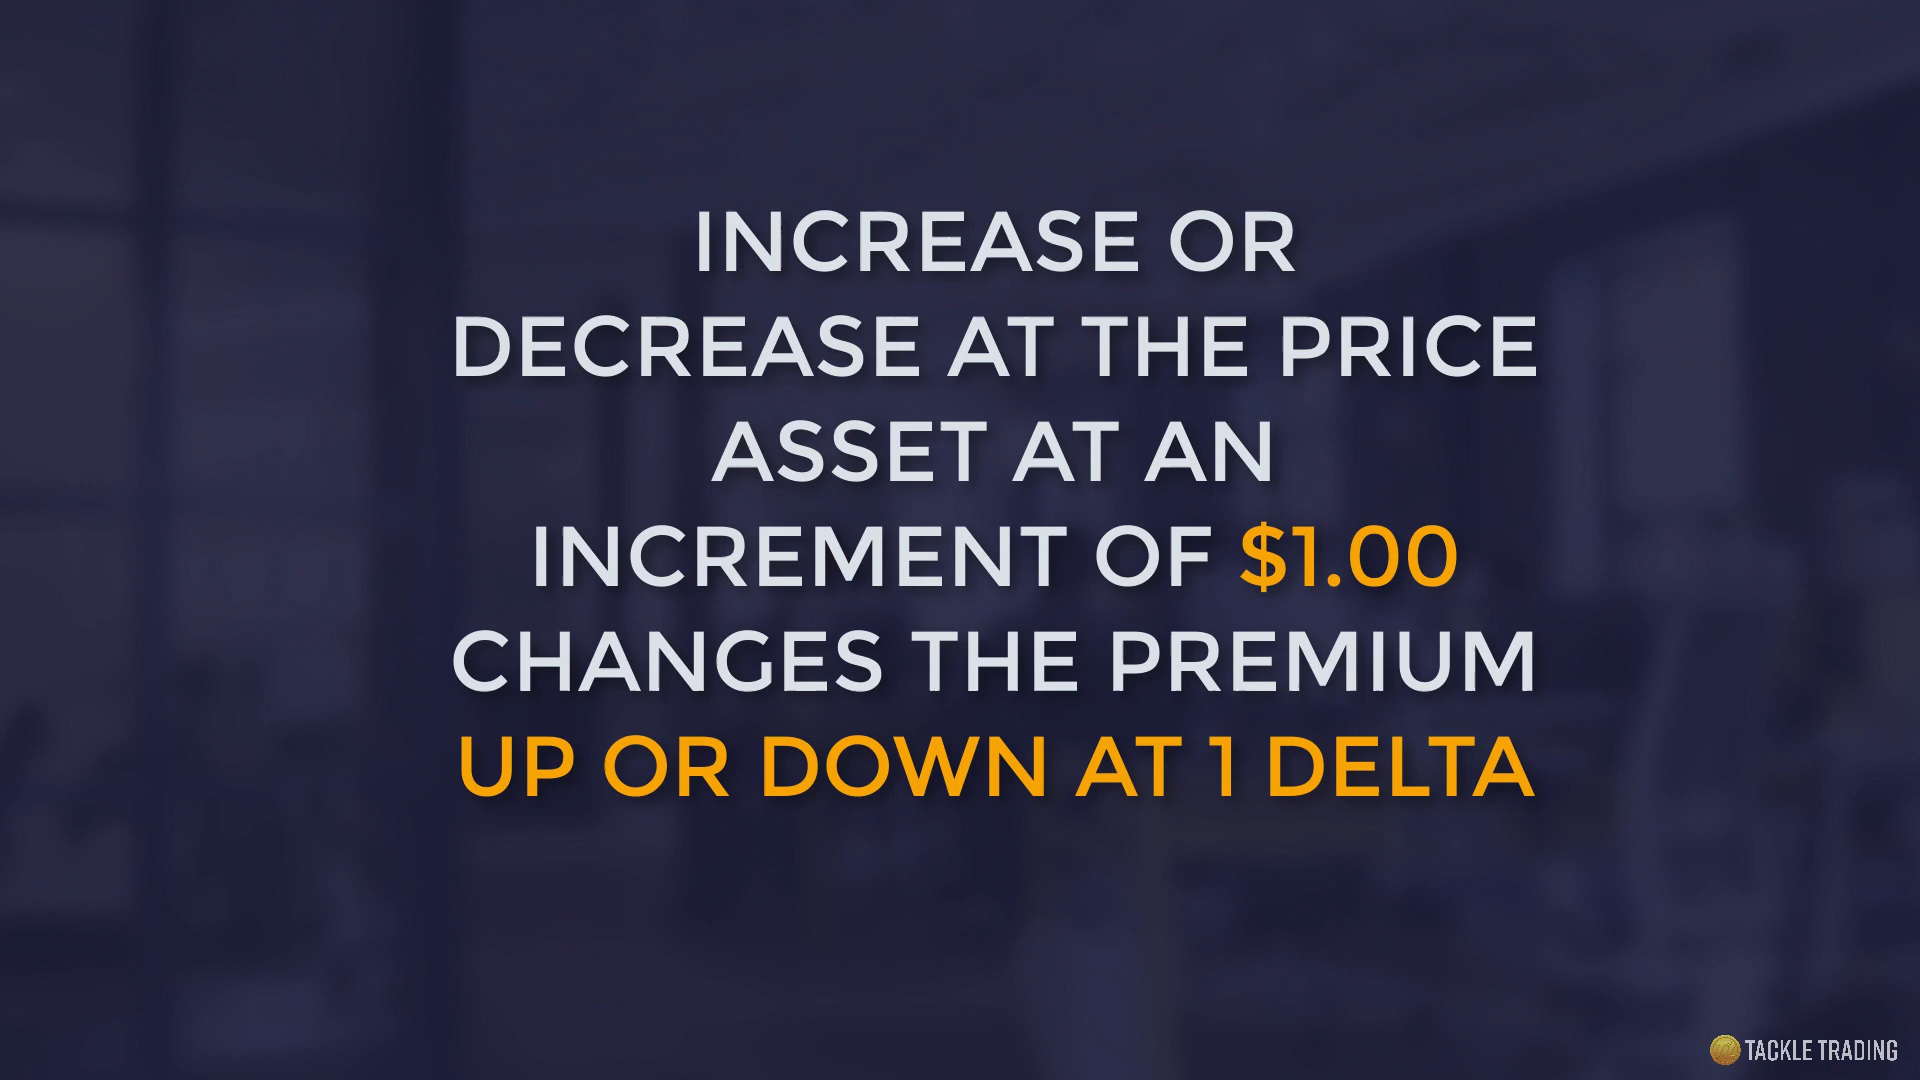 INCREASE OR
DECREASE AT THE PRICE
ASSET AT AN
INCREMENT OF $1.00
CHANGES THE PREMIUM
UP OR DOWN AT 1 DELTA
TACKLE TRADING